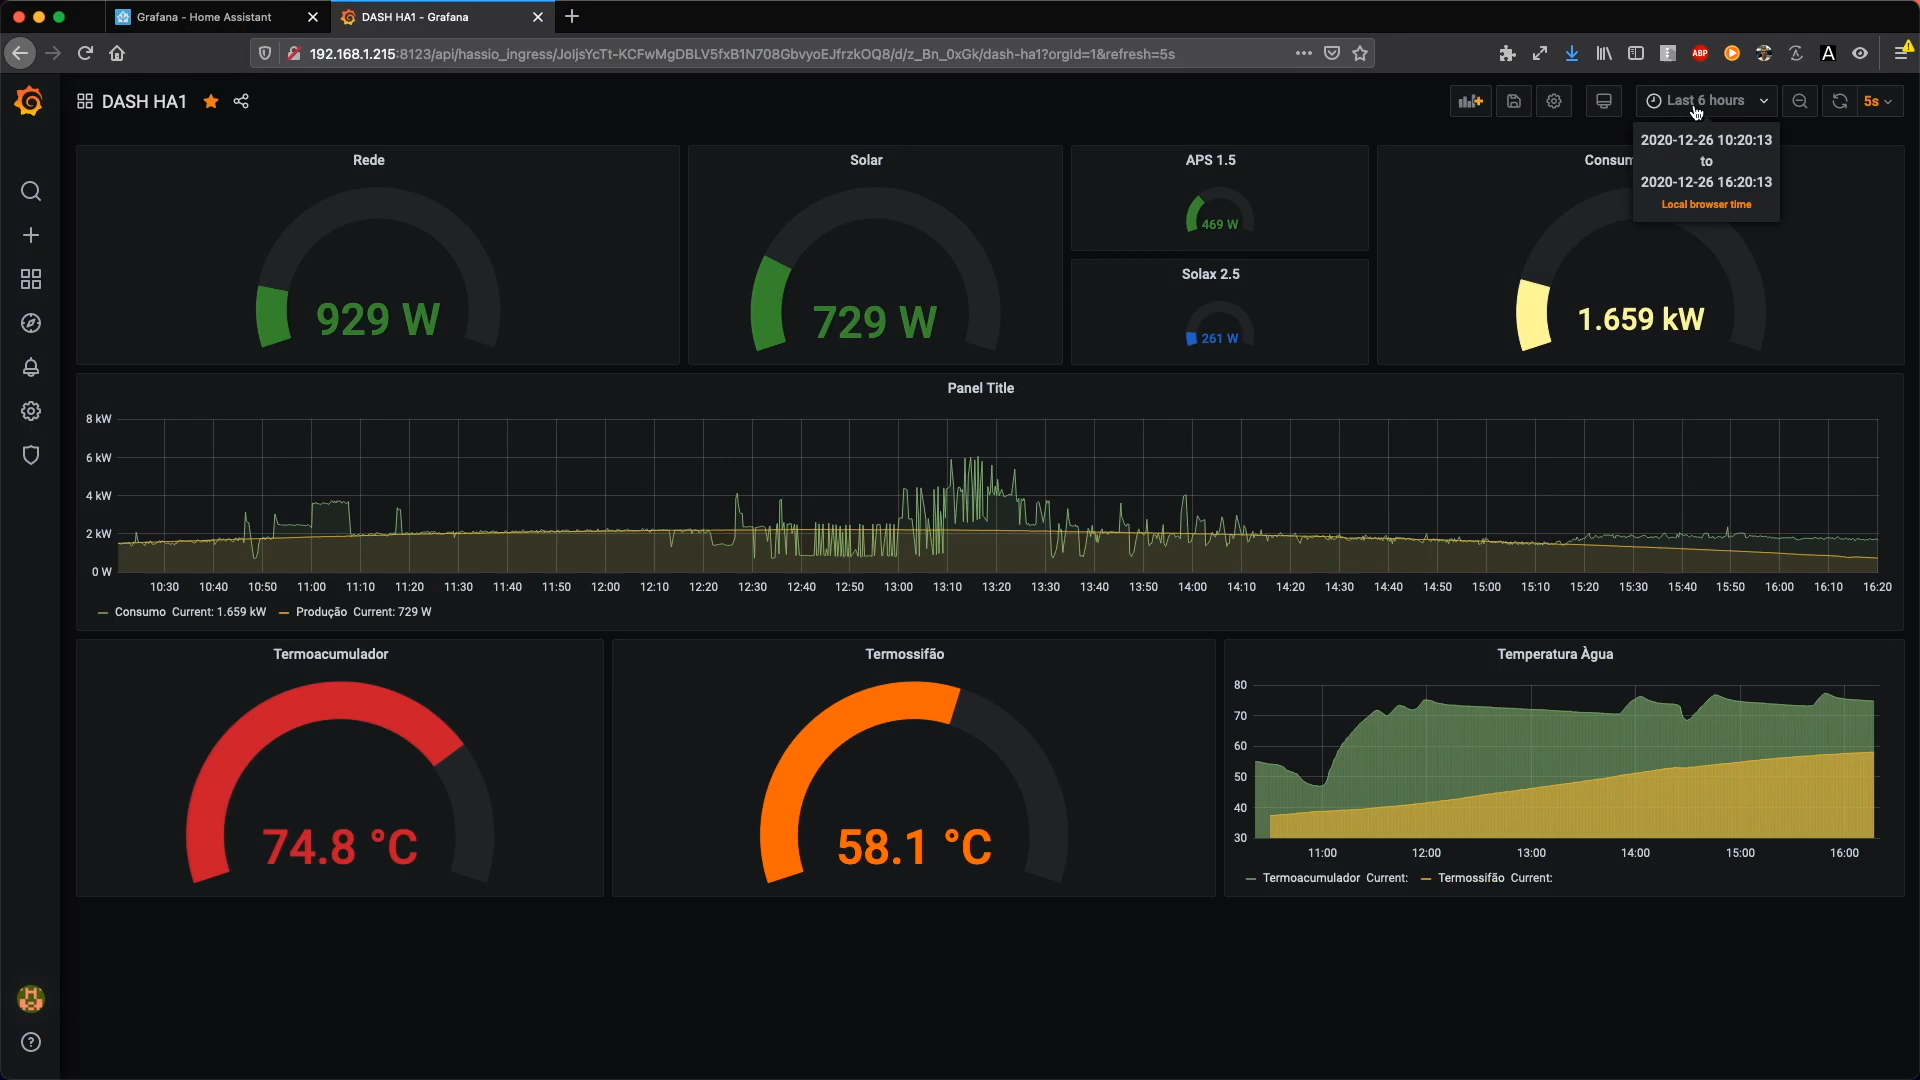 Grafana - Home Assistant
DASH HA1 - Grafana
192.168.1.215:8123/api/hassio_ingress/JoIjsYcTt-KCFwMgDBLV5fxB1N708GbvyoEJfrzkOQ8/d/z_Bn_0xGk/dash-ha1?orgId=1&refresh=5s
ABP
A
DASH HA1
Last 6 hours
5s
2020-12-26 10:20:13
to
2020-12-26 16:20:13
Local browser time
Rede
929 W
Solar
729 W
APS 1.5
469 W
Solax 2.5
261 W
Consum
1.659 kW
Panel Title
8 kW
6 kW
4 kW
2 kW
0 W
10:30 10:40 10:50 11:00 11:10 11:20 11:30 11:40 11:50 12:00 12:10 12:20 12:30 12:40 12:50 13:00 13:10 13:20 13:30 13:40 13:50 14:00 14:10 14:20 14:30 14:40 14:50 15:00 15:10 15:20 15:30 15:40 15:50 16:00 16:10 16:20
Consumo Current: 1.659 kW Produção Current: 729 W
Termoacumulador
74.8 °C
Termossifão
58.1 °C
Temperatura Àgua
80
70
60
50
40
30
11:00 12:00 13:00 14:00 15:00 16:00
Termoacumulador Current: Termossifão Current: